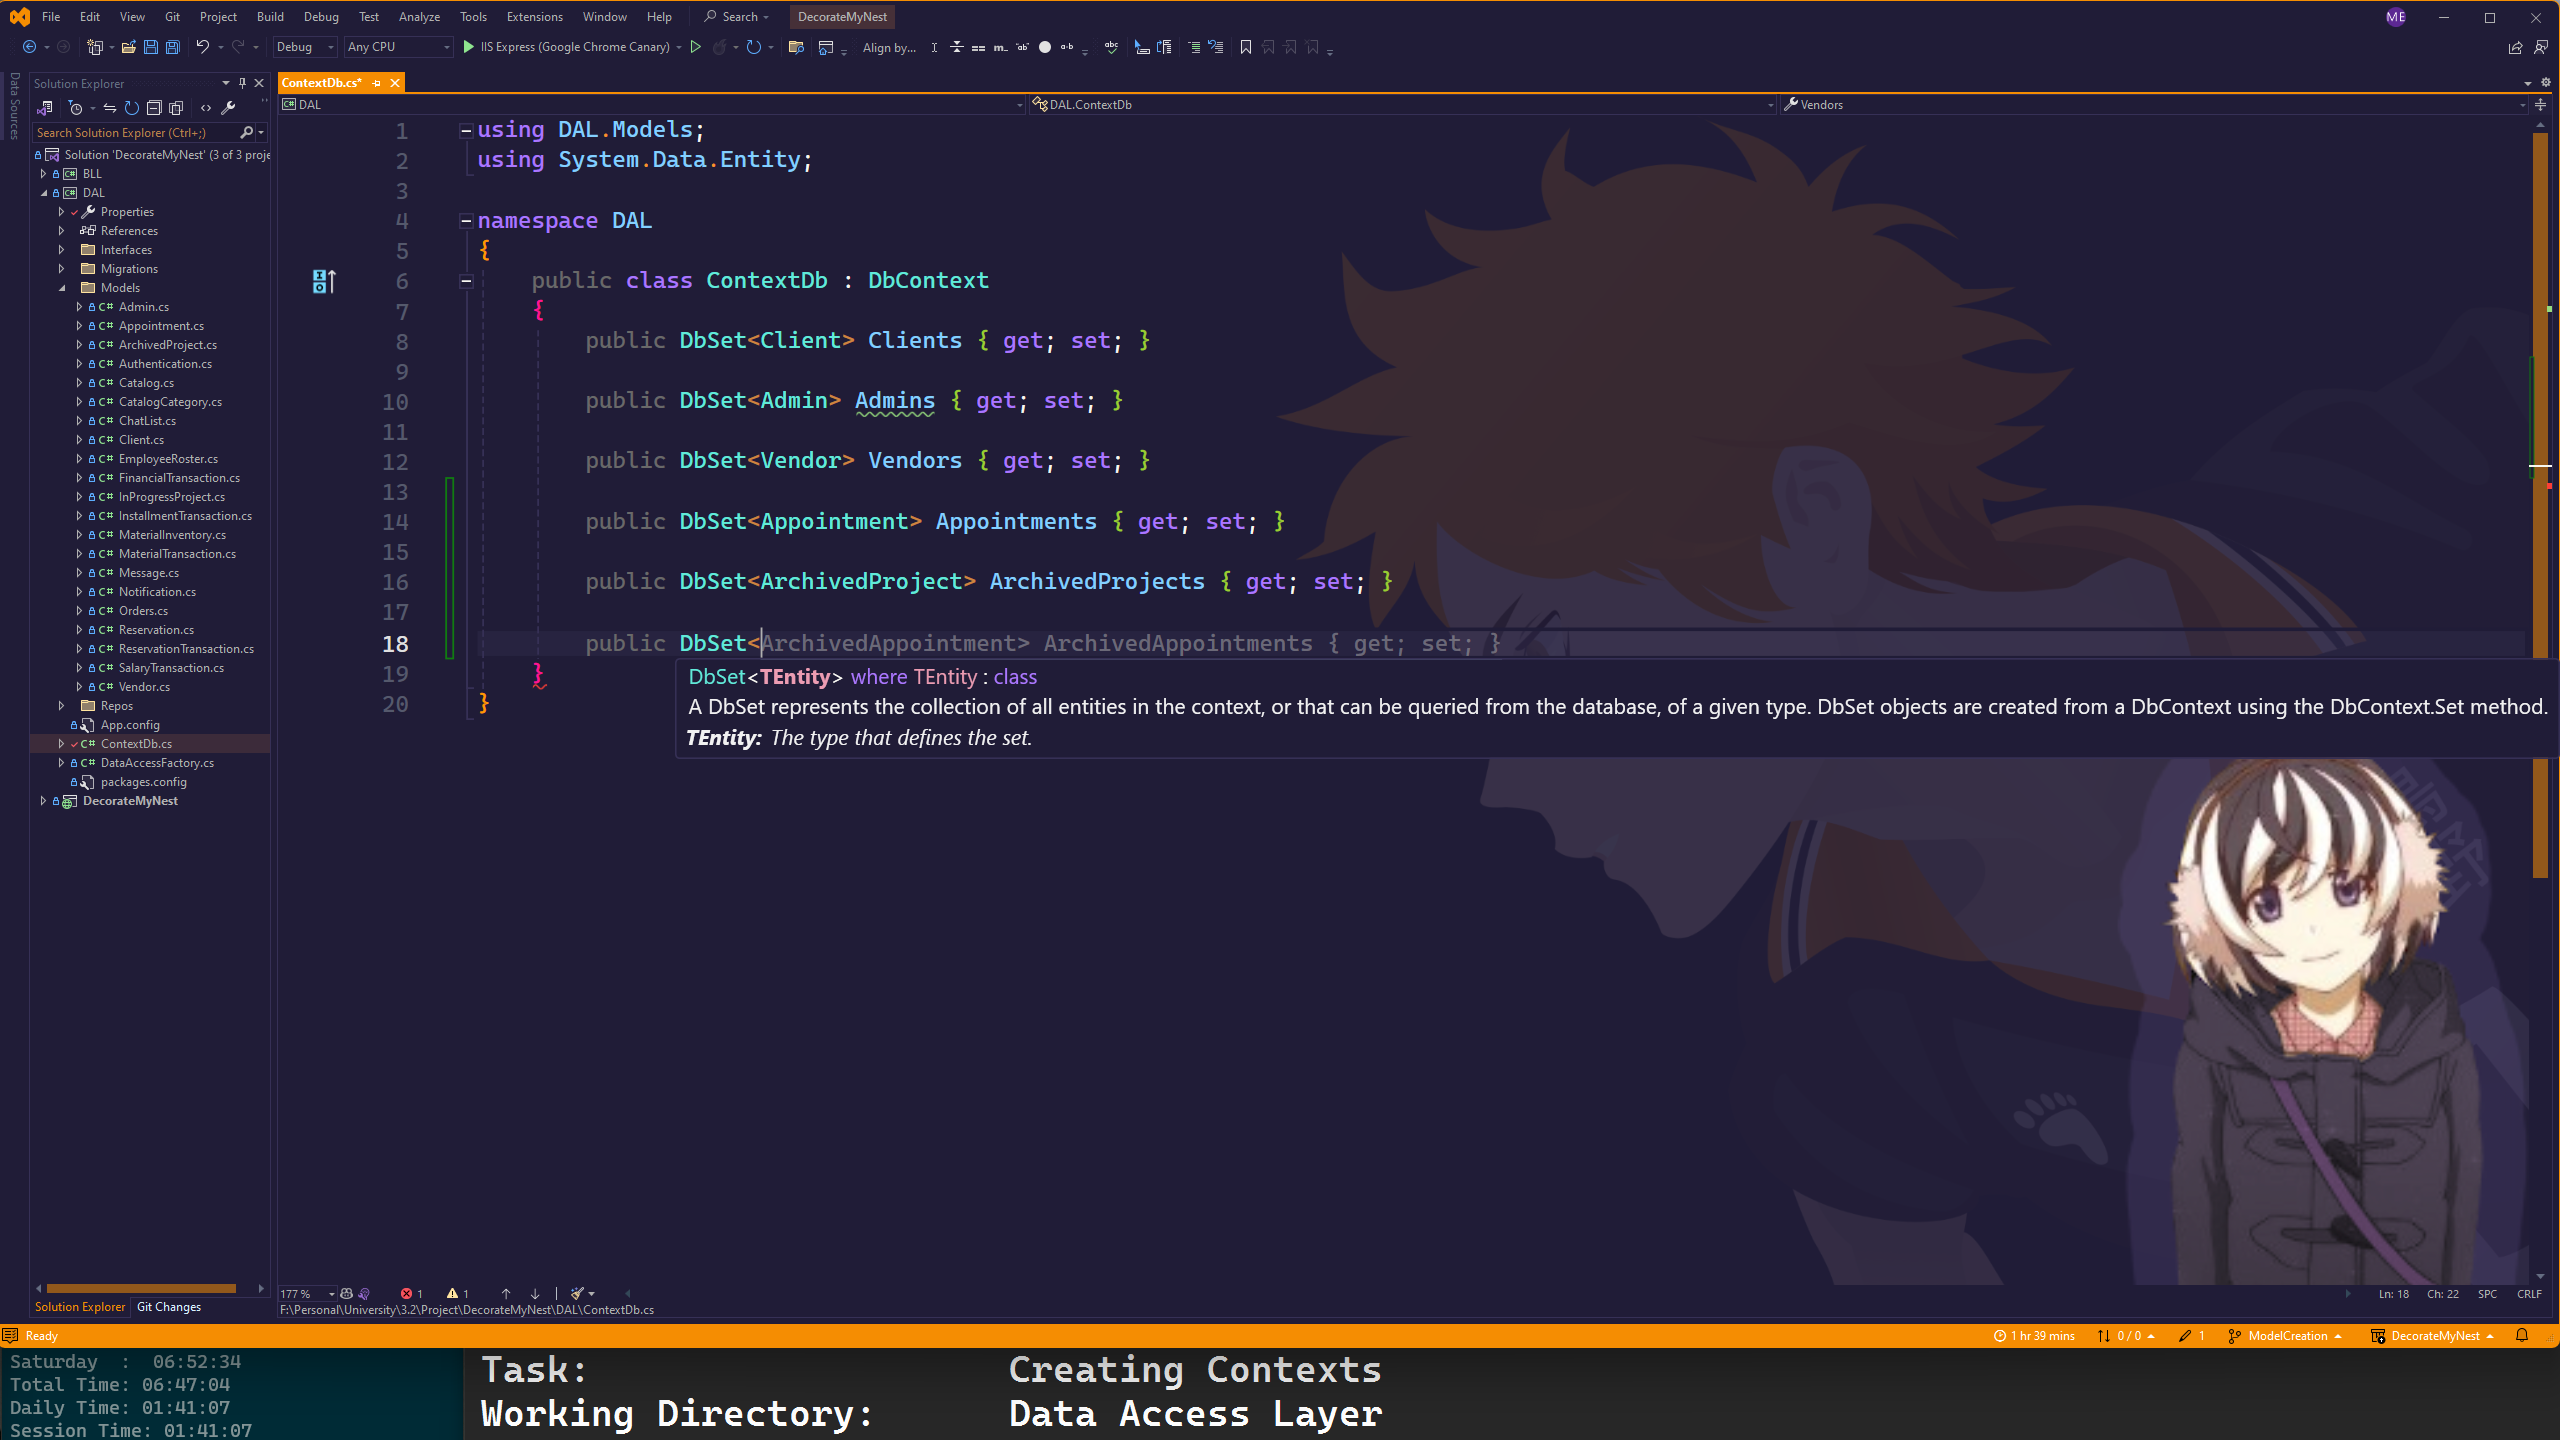 File Edit View Git Project Build Debug Test Analyze Tools Extensions Window Help Search DecorateMyNest ME
Debug Any CPU IIS Express (Google Chrome Canary) Align by...
Data Sources
Solution Explorer
Search Solution Explorer (Ctrl+;)
Solution 'DecorateMyNest' (3 of 3 proje
BLL
DAL
Properties
References
Interfaces
Migrations
Models
C# Admin.cs
C# Appointment.cs
C# ArchivedProject.cs
C# Authentication.cs
C# Catalog.cs
C# CatalogCategory.cs
C# ChatList.cs
C# Client.cs
C# EmployeeRoster.cs
C# FinancialTransaction.cs
C# InProgressProject.cs
C# InstallmentTransaction.cs
C# MaterialInventory.cs
C# MaterialTransaction.cs
C# Message.cs
C# Notification.cs
C# Orders.cs
C# Reservation.cs
C# ReservationTransaction.cs
C# SalaryTransaction.cs
C# Vendor.cs
Repos
App.config
C# ContextDb.cs
C# DataAccessFactory.cs
packages.config
DecorateMyNest
Solution Explorer Git Changes
ContextDb.cs*
DAL DAL.ContextDb Vendors
1 using DAL.Models;
2 using System.Data.Entity;
3
4 namespace DAL
5 {
6 public class ContextDb : DbContext
7 {
8 public DbSet<Client> Clients { get; set; }
9
10 public DbSet<Admin> Admins { get; set; }
11
12 public DbSet<Vendor> Vendors { get; set; }
13
14 public DbSet<Appointment> Appointments { get; set; }
15
16 public DbSet<ArchivedProject> ArchivedProjects { get; set; }
17
18 public DbSet<ArchivedAppointment> ArchivedAppointments { get; set; }
19 }
20 }
DbSet<TEntity> where TEntity : class
A DbSet represents the collection of all entities in the context, or that can be queried from the database, of a given type. DbSet objects are created from a DbContext using the DbContext.Set method.
TEntity: The type that defines the set.
177 % 1 1 Ln: 18 Ch: 22 SPC CRLF
F:\Personal\University\3.2\Project\DecorateMyNest\DAL\ContextDb.cs
Ready 1 hr 39 mins 0 / 0 1 ModelCreation DecorateMyNest
Saturday : 06:52:34
Total Time: 06:47:04
Daily Time: 01:41:07
Session Time: 01:41:07
Task: Creating Contexts
Working Directory: Data Access Layer